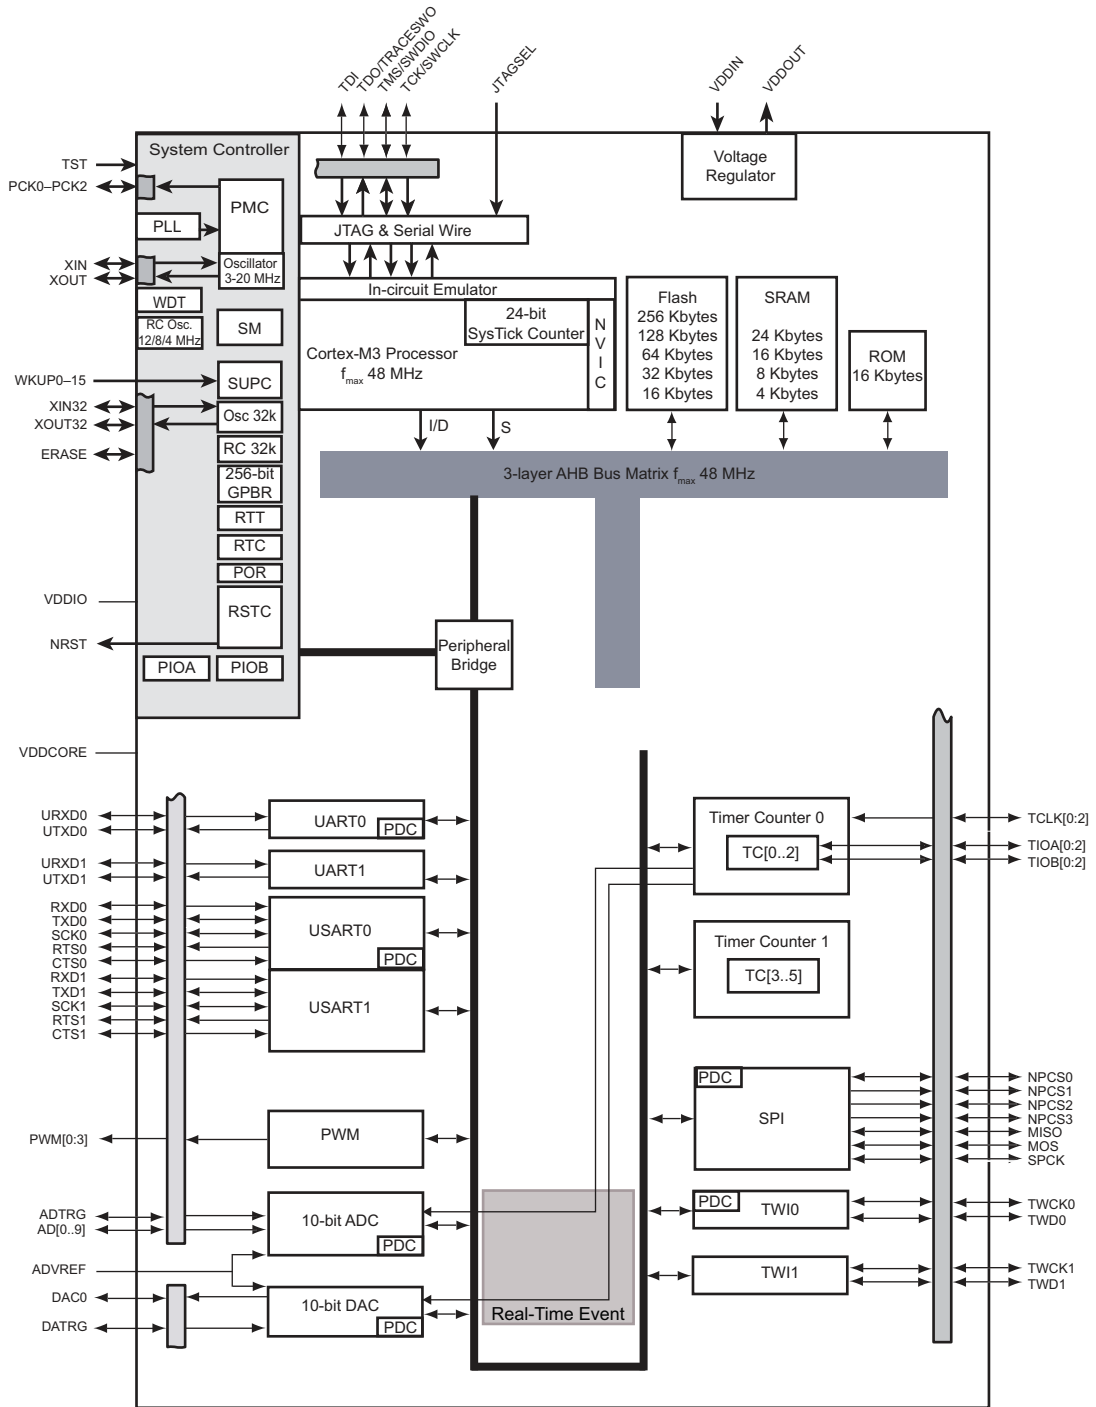 TDI
TDO/TRACESWO
TMS/SWDIO
TCK/SWCLK
JTAGSEL
VDDIN
VDDOUT
System Controller
Voltage
Regulator
TST
PCK0–PCK2
PMC
PLL
JTAG & Serial Wire
XIN
XOUT
Oscillator
3-20 MHz
In-circuit Emulator
WDT
RC Osc.
12/8/4 MHz
SM
24-bit
SysTick Counter
N
V
I
C
Cortex-M3 Processor
fmax 48 MHz
Flash
256 Kbytes
128 Kbytes
64 Kbytes
32 Kbytes
16 Kbytes
SRAM
24 Kbytes
16 Kbytes
8 Kbytes
4 Kbytes
ROM
16 Kbytes
WKUP0–15
SUPC
XIN32
XOUT32
Osc 32k
I/D
S
ERASE
RC 32k
256-bit
GPBR
3-layer AHB Bus Matrix fmax 48 MHz
RTT
RTC
POR
VDDIO
RSTC
NRST
PIOA
PIOB
Peripheral
Bridge
VDDCORE
URXD0
UTXD0
UART0
PDC
URXD1
UTXD1
UART1
RXD0
TXD0
SCK0
RTS0
CTS0
USART0
PDC
RXD1
TXD1
SCK1
RTS1
CTS1
USART1
Timer Counter 0
TC[0..2]
TCLK[0:2]
TIOA[0:2]
TIOB[0:2]
Timer Counter 1
TC[3..5]
PDC
SPI
NPCS0
NPCS1
NPCS2
NPCS3
MISO
MOS
SPCK
PWM[0:3]
PWM
ADTRG
AD[0..9]
10-bit ADC
PDC
PDC
TWI0
TWCK0
TWD0
ADVREF
TWI1
TWCK1
TWD1
DAC0
DATRG
10-bit DAC
PDC
Real-Time Event